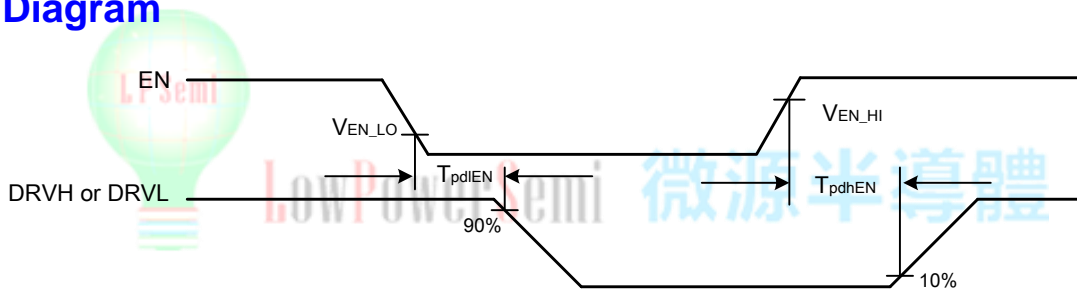 Diagram
EN
LPSemi
VEN_LO
VEN_HI
TpdlEN
TpdhEN
DRVH or DRVL
LowPowerSemi 微源半導體
90%
10%